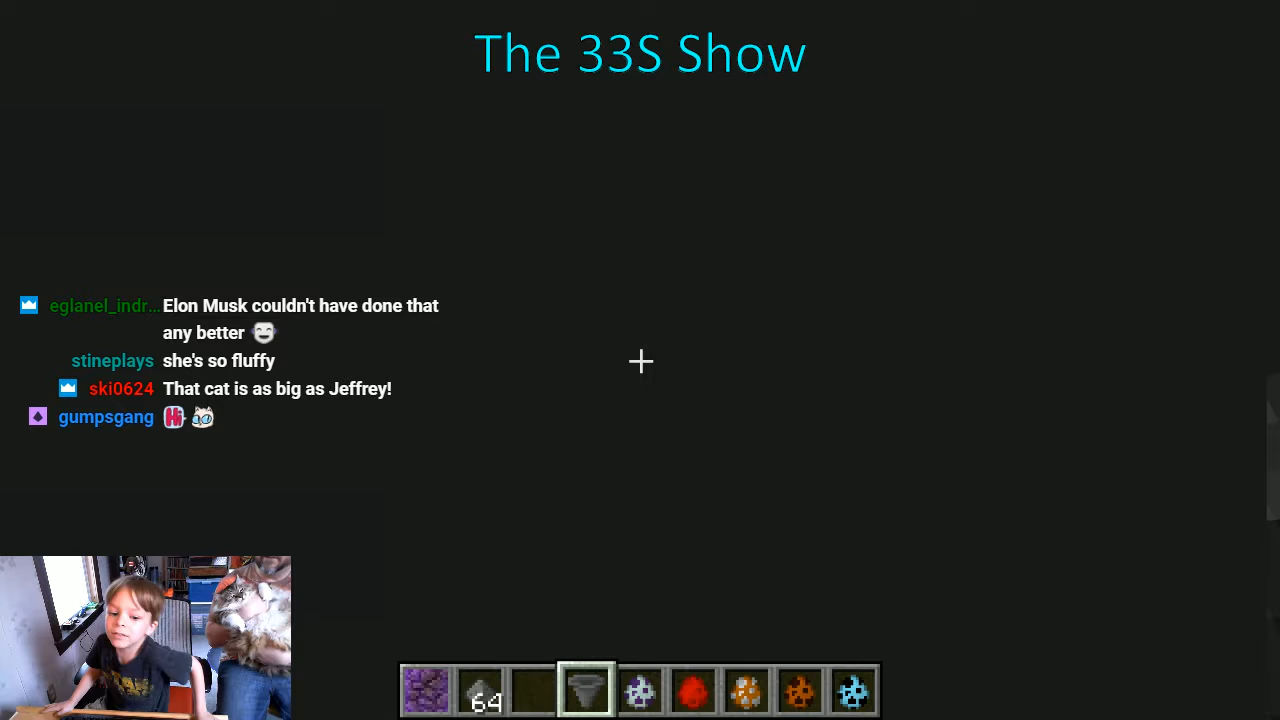 The 33S Show
eglanel_indr... Elon Musk couldn't have done that
any better
stineplays she's so fluffy
ski0624 That cat is as big as Jeffrey!
gumpsgang Hi
64